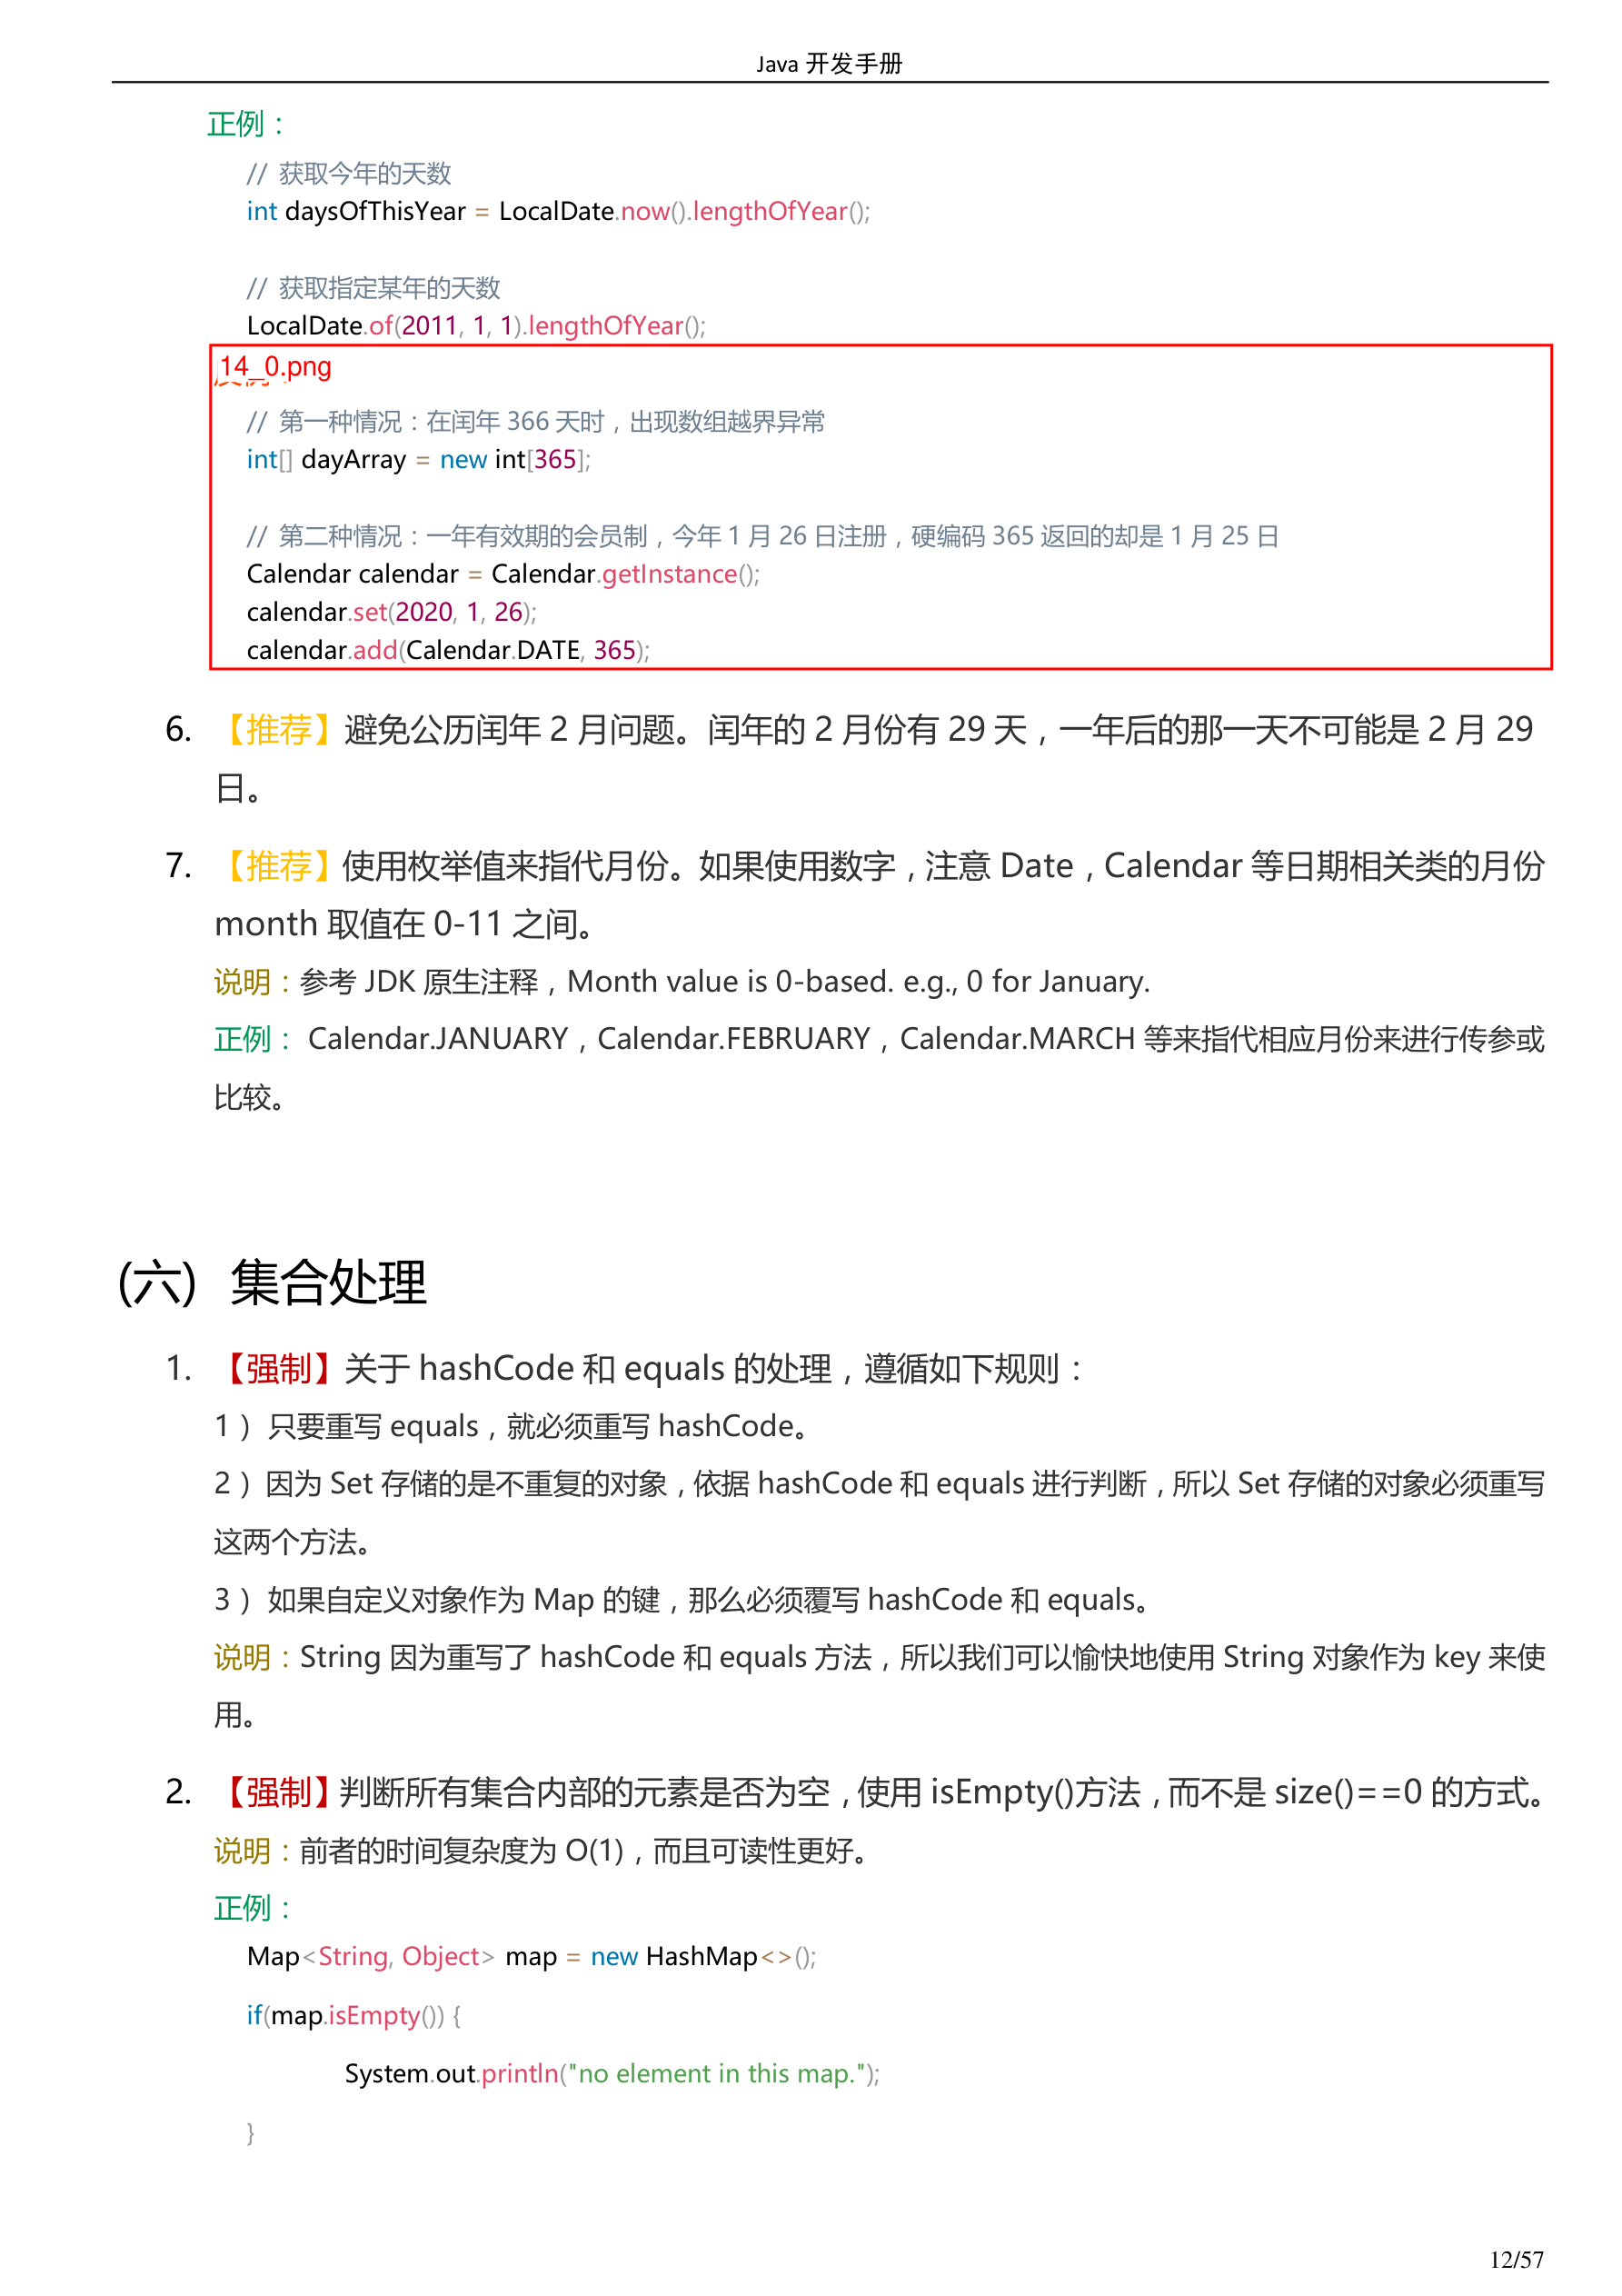 Java 开发手册
正例：
// 获取今年的天数
int daysOfThisYear = LocalDate.now().lengthOfYear();
// 获取指定某年的天数
LocalDate.of(2011, 1, 1).lengthOfYear();
14_0.png
// 第一种情况：在闰年 366 天时，出现数组越界异常
int[] dayArray = new int[365];
// 第二种情况：一年有效期的会员制，今年 1 月 26 日注册，硬编码 365 返回的却是 1 月 25 日
Calendar calendar = Calendar.getInstance();
calendar.set(2020, 1, 26);
calendar.add(Calendar.DATE, 365);
6. 【推荐】避免公历闰年 2 月问题。闰年的 2 月份有 29 天，一年后的那一天不可能是 2 月 29
日。
7. 【推荐】使用枚举值来指代月份。如果使用数字，注意 Date，Calendar 等日期相关类的月份
month 取值在 0-11 之间。
说明：参考 JDK 原生注释，Month value is 0-based. e.g., 0 for January.
正例： Calendar.JANUARY，Calendar.FEBRUARY，Calendar.MARCH 等来指代相应月份来进行传参或
比较。
(六) 集合处理
1. 【强制】关于 hashCode 和 equals 的处理，遵循如下规则：
1） 只要重写 equals，就必须重写 hashCode。
2）因为 Set 存储的是不重复的对象，依据 hashCode 和 equals 进行判断，所以 Set 存储的对象必须重写
这两个方法。
3） 如果自定义对象作为 Map 的键，那么必须覆写 hashCode 和 equals。
说明：String 因为重写了 hashCode 和 equals 方法，所以我们可以愉快地使用 String 对象作为 key 来使
用。
2. 【强制】判断所有集合内部的元素是否为空，使用 isEmpty()方法，而不是 size()==0 的方式。
说明：前者的时间复杂度为 O(1)，而且可读性更好。
正例：
Map<String, Object> map = new HashMap<>();
if(map.isEmpty()) {
System.out.println("no element in this map.");
}
12/57